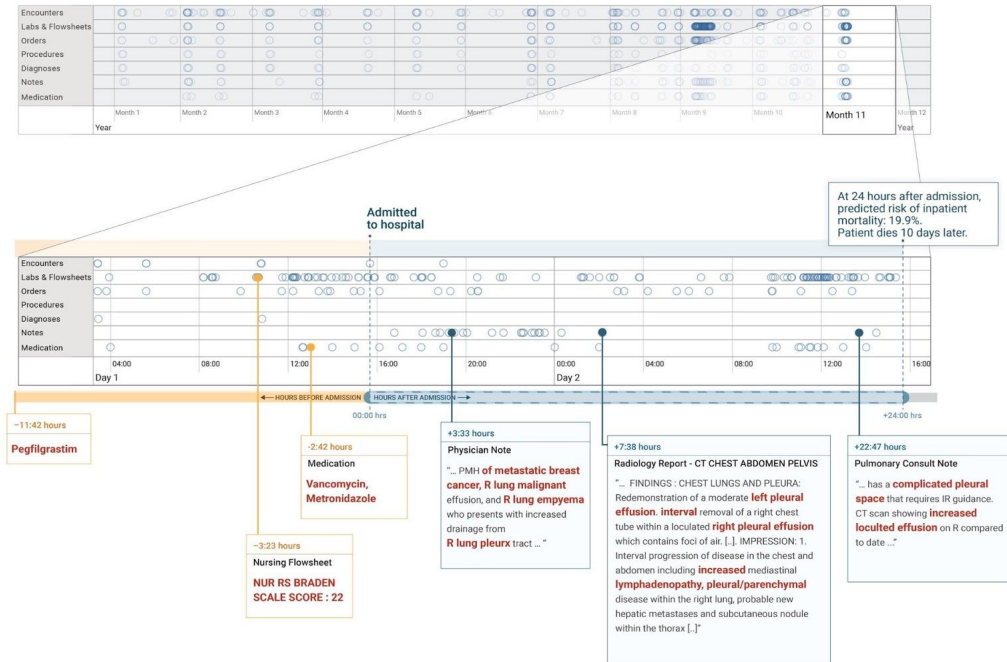 Encounters
Labs & Flowsheets
Orders
Procedures
Diagnoses
Notes
Medication
Month 1
Month 2
Month 3
Month 4
Month 5
Month 6
Month 7
Month 8
Month 9
Month 10
Month 11
Month 12
Year
Year
At 24 hours after admission,
predicted risk of inpatient
mortality: 19.9%.
Patient dies 10 days later.
Admitted
to hospital
Encounters
Labs & Flowsheets
Orders
Procedures
Diagnoses
Notes
Medication
04:00
08:00
12:00
16:00
20:00
00:00
04:00
08:00
12:00
16:00
Day 1
Day 2
HOURS BEFORE ADMISSION
HOURS AFTER ADMISSION
00:00 hrs
+24:00 hrs
−11:42 hours
Pegfilgrastim
−3:23 hours
Nursing Flowsheet
NUR RS BRADEN
SCALE SCORE : 22
-2:42 hours
Medication
Vancomycin,
Metronidazole
+3:33 hours
Physician Note
“... PMH of metastatic breast
cancer, R lung malignant
effusion, and R lung empyema
who presents with increased
drainage from
R lung pleurx tract ... ”
+7:38 hours
Radiology Report - CT CHEST ABDOMEN PELVIS
“... FINDINGS : CHEST LUNGS AND PLEURA:
Redemonstration of a moderate left pleural
effusion. interval removal of a right chest
tube within a loculated right pleural effusion
which contains foci of air. [..]. IMPRESSION: 1.
Interval progression of disease in the chest and
abdomen including increased mediastinal
lymphadenopathy, pleural/parenchymal
disease within the right lung, probable new
hepatic metastases and subcutaneous nodule
within the thorax [..]”
+22:47 hours
Pulmonary Consult Note
“... has a complicated pleural
space that requires IR guidance.
CT scan showing increased
loculted effusion on R compared
to date ...”